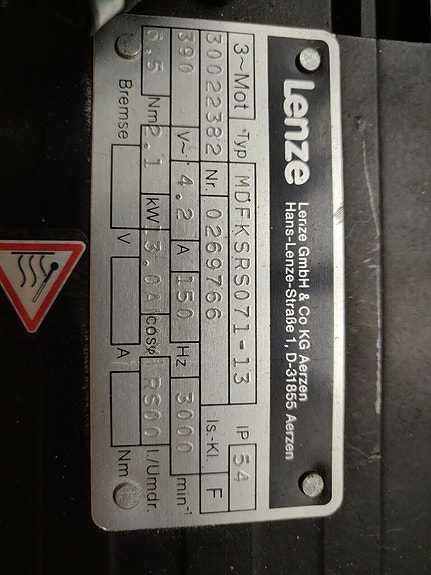 Lenze
Lenze GmbH & Co KG Aerzen
Hans-Lenze-Straße 1, D-31855 Aerzen
3~Mot Typ MDFKSRS071-13 IP 54
30022382 Nr. 0269766 Is.-Kl. F
390 V~ 4.2 A 150 Hz 3000 min-1
6.5 Nm 2.1 kW 3.0A cosφ RS00 I./Umdr.
Bremse V A Nm